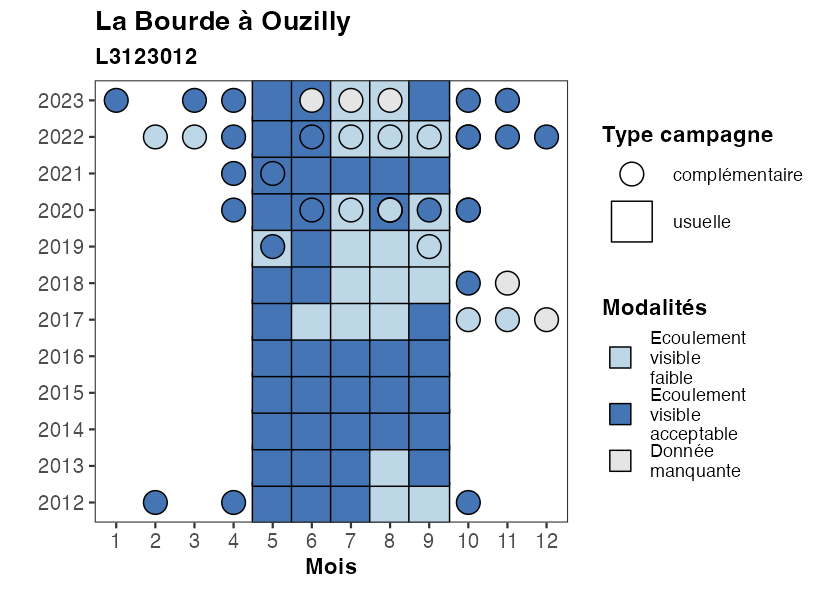 La Bourde à Ouzilly
L3123012
2023
2022
2021
2020
2019
2018
2017
2016
2015
2014
2013
2012
1 2 3 4 5 6 7 8 9 10 11 12
Mois
Type campagne
complémentaire
usuelle
Modalités
Ecoulement
visible
faible
Ecoulement
visible
acceptable
Donnée
manquante